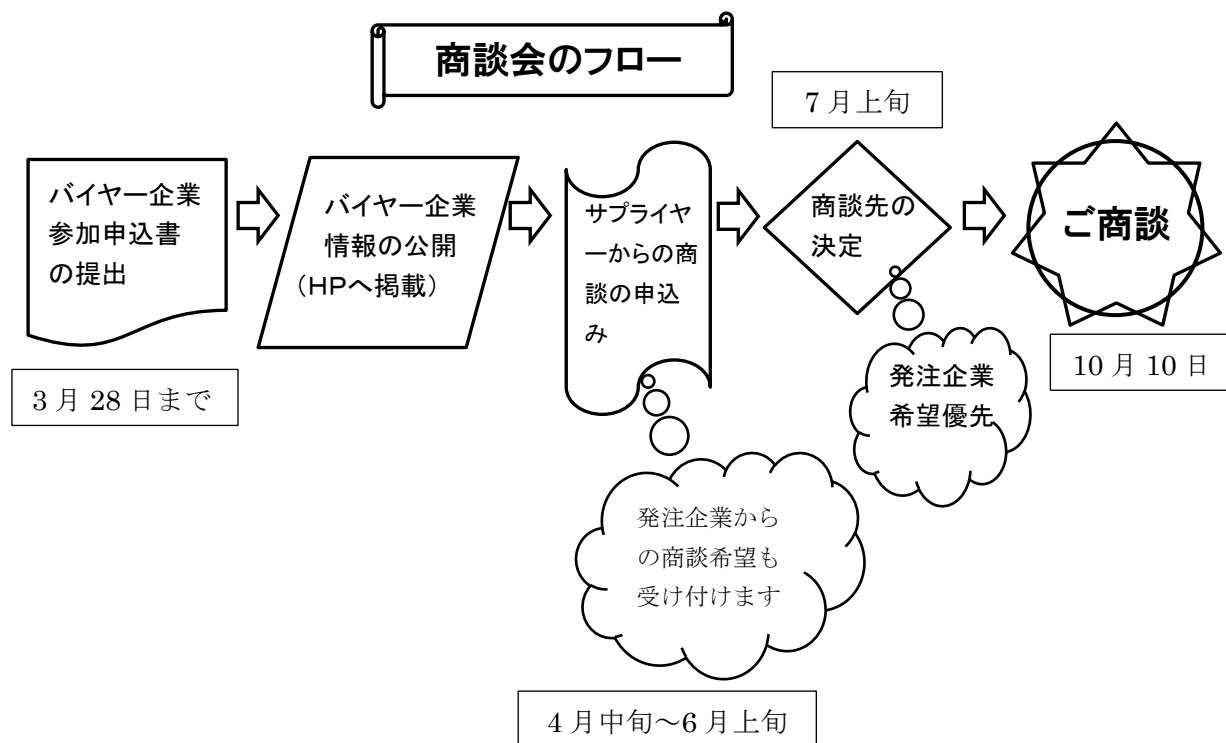 商談会のフロー
7月上旬
バイヤー企業
参加申込書
の提出
バイヤー企業
情報の公開
（HPへ掲載）
サプライヤ
ーからの商
談の申込
み
商談先の
決定
ご商談
3月28日まで
発注企業
希望優先
10月10日
発注企業から
の商談希望も
受け付けます
4月中旬～6月上旬